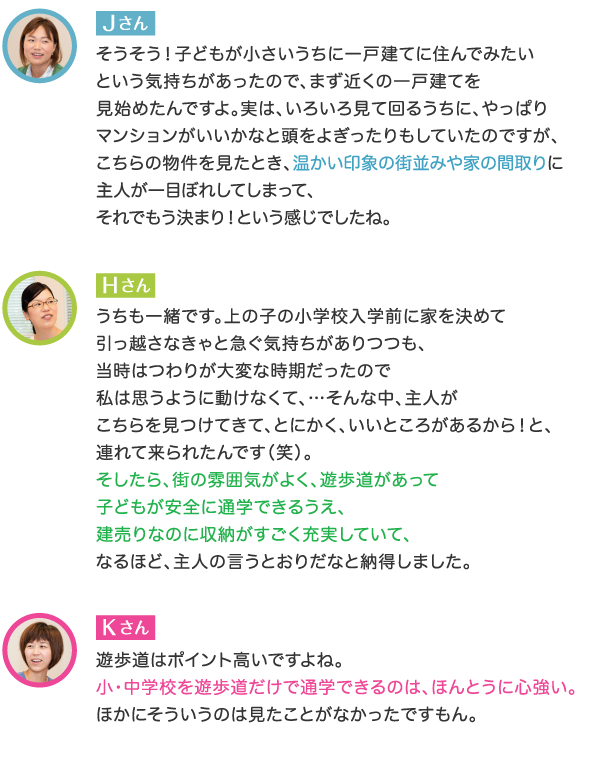 Jさん
そうそう！子どもが小さいうちに一戸建てに住んでみたい
という気持ちがあったので、まず近くの一戸建てを
見始めたんですよ。実は、いろいろ見て回るうちに、やっぱり
マンションがいいかなと頭をよぎったりもしていたのですが、
こちらの物件を見たとき、温かい印象の街並みや家の間取りに
主人が一目ぼれしてしまって、
それでもう決まり！という感じでしたね。
Hさん
うちも一緒です。上の子の小学校入学前に家を決めて
引っ越さなきゃと急ぐ気持ちがありつつも、
当時はつわりが大変な時期だったので
私は思うように動けなくて、…そんな中、主人が
こちらを見つけてきて、とにかく、いいところがあるから！と、
連れて来られたんです（笑）。
そしたら、街の雰囲気がよく、遊歩道があって
子どもが安全に通学できるうえ、
建売りなのに収納がすごく充実していて、
なるほど、主人の言うとおりだなと納得しました。
Kさん
遊歩道はポイント高いですよね。
小・中学校を遊歩道だけで通学できるのは、ほんとうに心強い。
ほかにそういうのは見たことがなかったですもん。